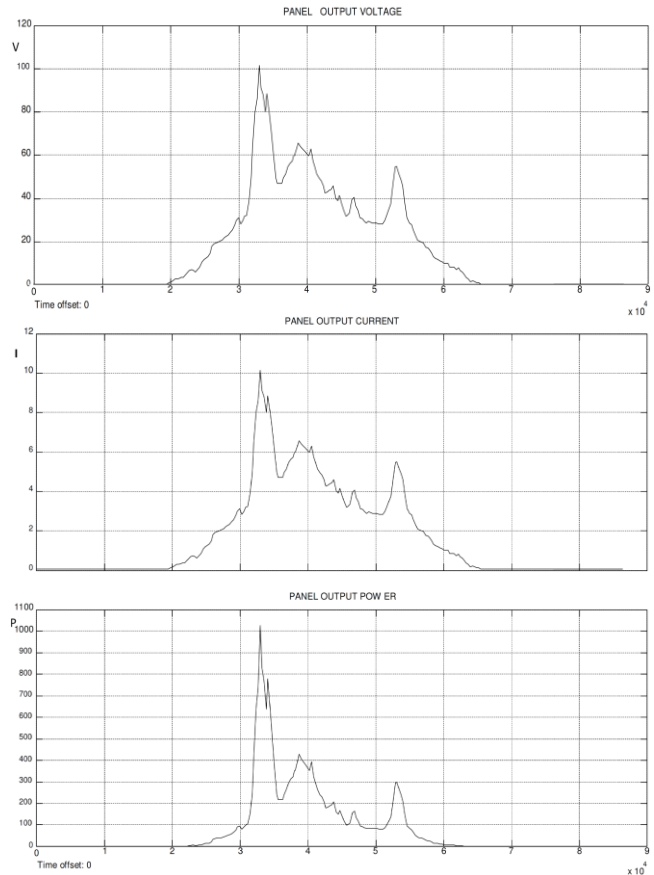 PANEL OUTPUT VOLTAGE
120
V
100
80
60
40
20
0
0 1 2 3 4 5 6 7 8 9
Time offset: 0
x 10^4
PANEL OUTPUT CURRENT
12
I
10
8
6
4
2
0
PANEL OUTPUT POW ER
1100
P
1000
900
800
700
600
500
400
300
200
100
0
0 1 2 3 4 5 6 7 8 9
Time offset: 0
x 10^4